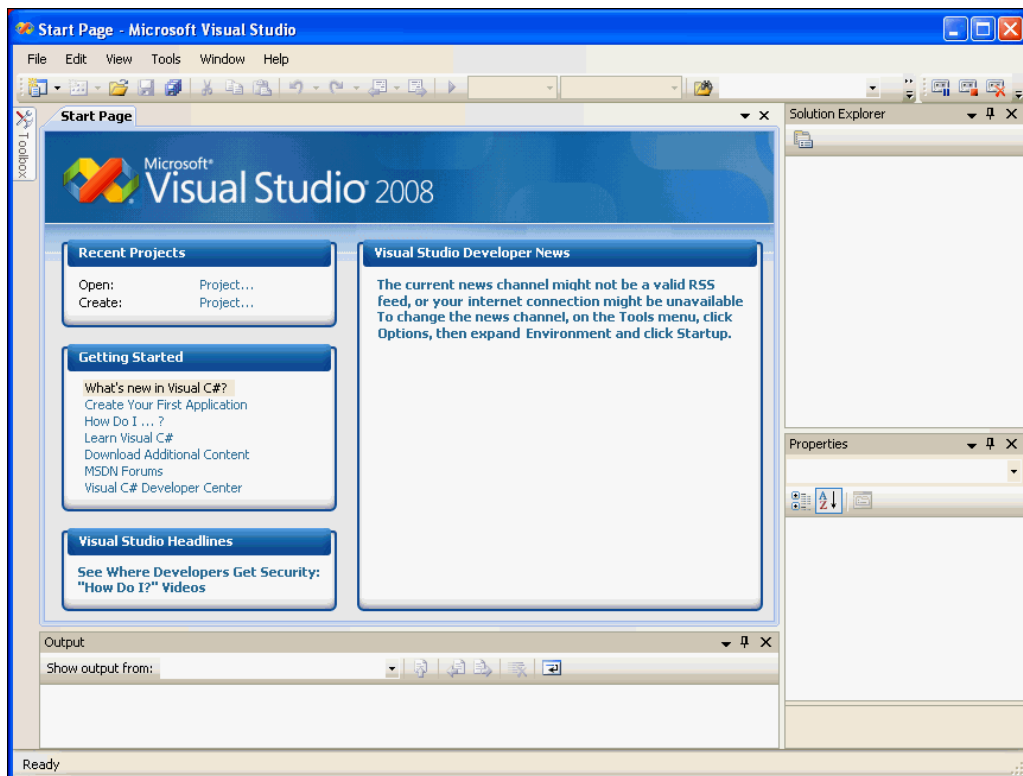 Start Page - Microsoft Visual Studio
File Edit View Tools Window Help
Toolbox
Start Page
Solution Explorer
Microsoft®
Visual Studio® 2008
Recent Projects
Open: Project...
Create: Project...
Getting Started
What's new in Visual C#?
Create Your First Application
How Do I ... ?
Learn Visual C#
Download Additional Content
MSDN Forums
Visual C# Developer Center
Visual Studio Headlines
See Where Developers Get Security:
"How Do I?" Videos
Visual Studio Developer News
The current news channel might not be a valid RSS
feed, or your internet connection might be unavailable
To change the news channel, on the Tools menu, click
Options, then expand Environment and click Startup.
Properties
A
Z
Output
Show output from:
Ready